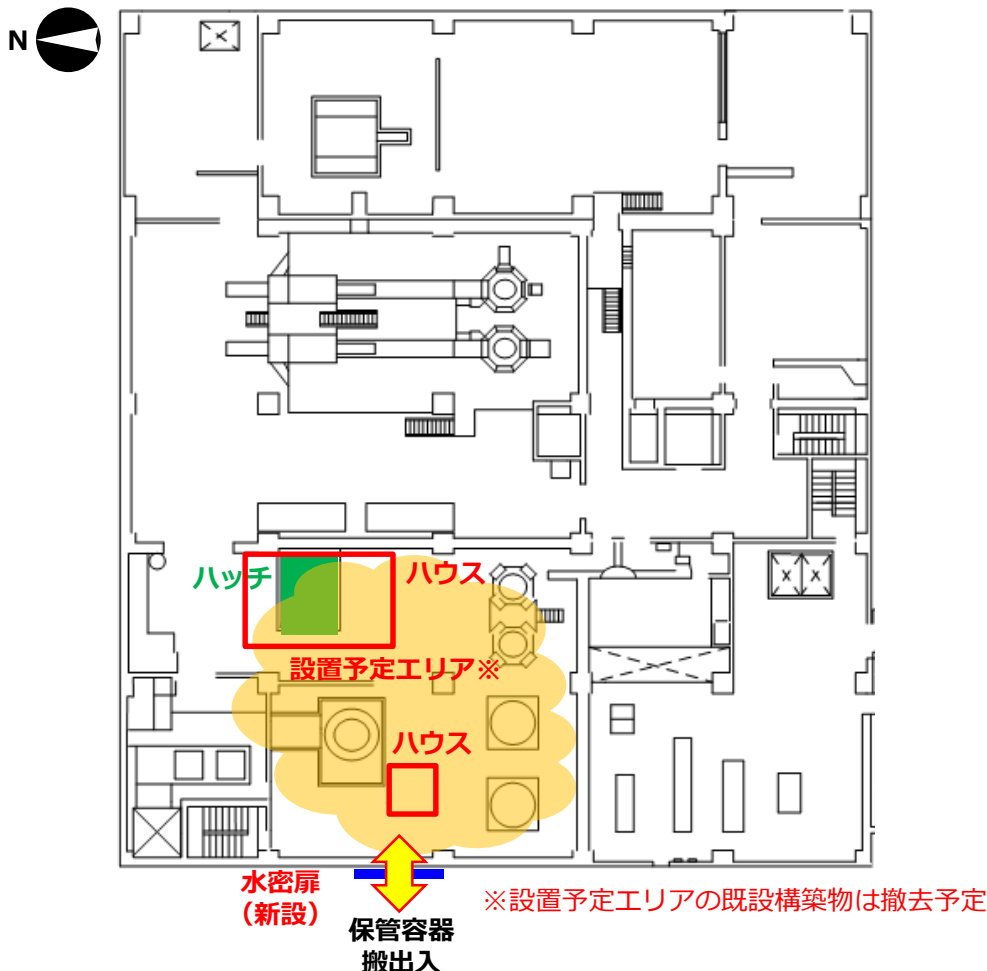 N
ハッチ
ハウス
設置予定エリア※
ハウス
水密扉
(新設)
※設置予定エリアの既設構築物は撤去予定
保管容器
搬出入